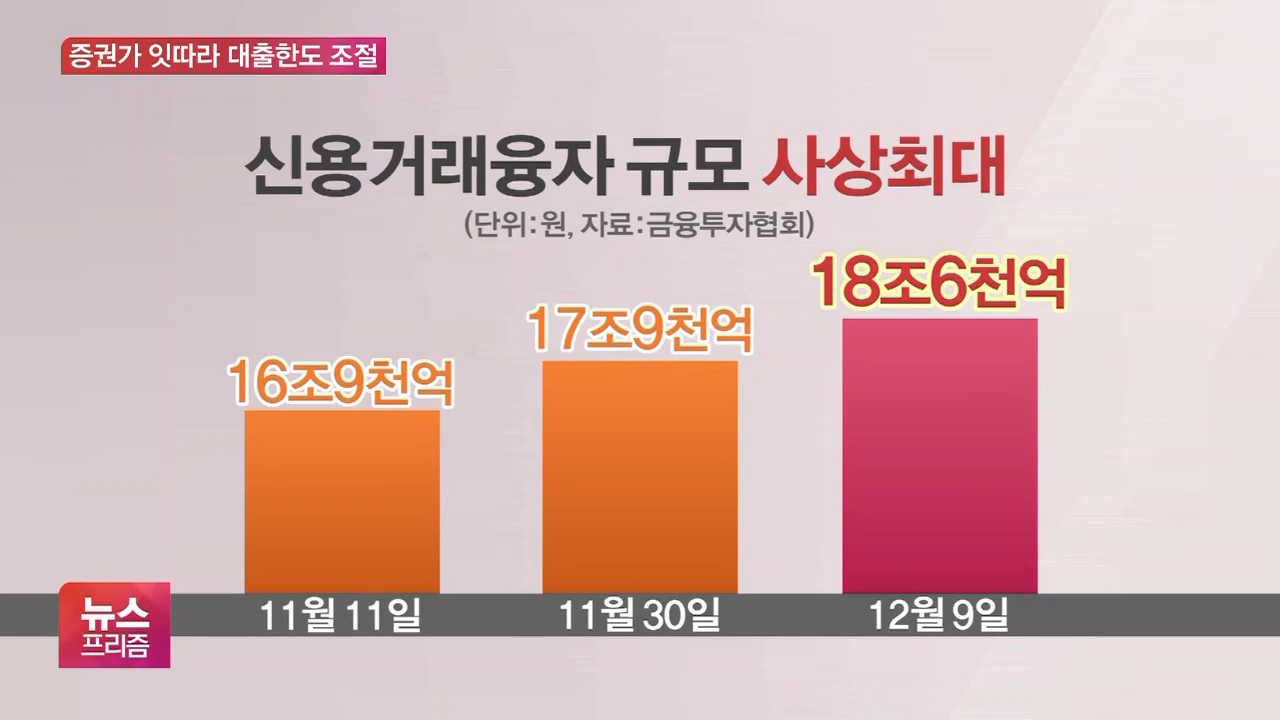 증권가 잇따라 대출한도 조절
신용거래융자 규모 사상최대
(단위:원, 자료:금융투자협회)
16조9천억
17조9천억
18조6천억
11월 11일
11월 30일
12월 9일
뉴스
프리즘